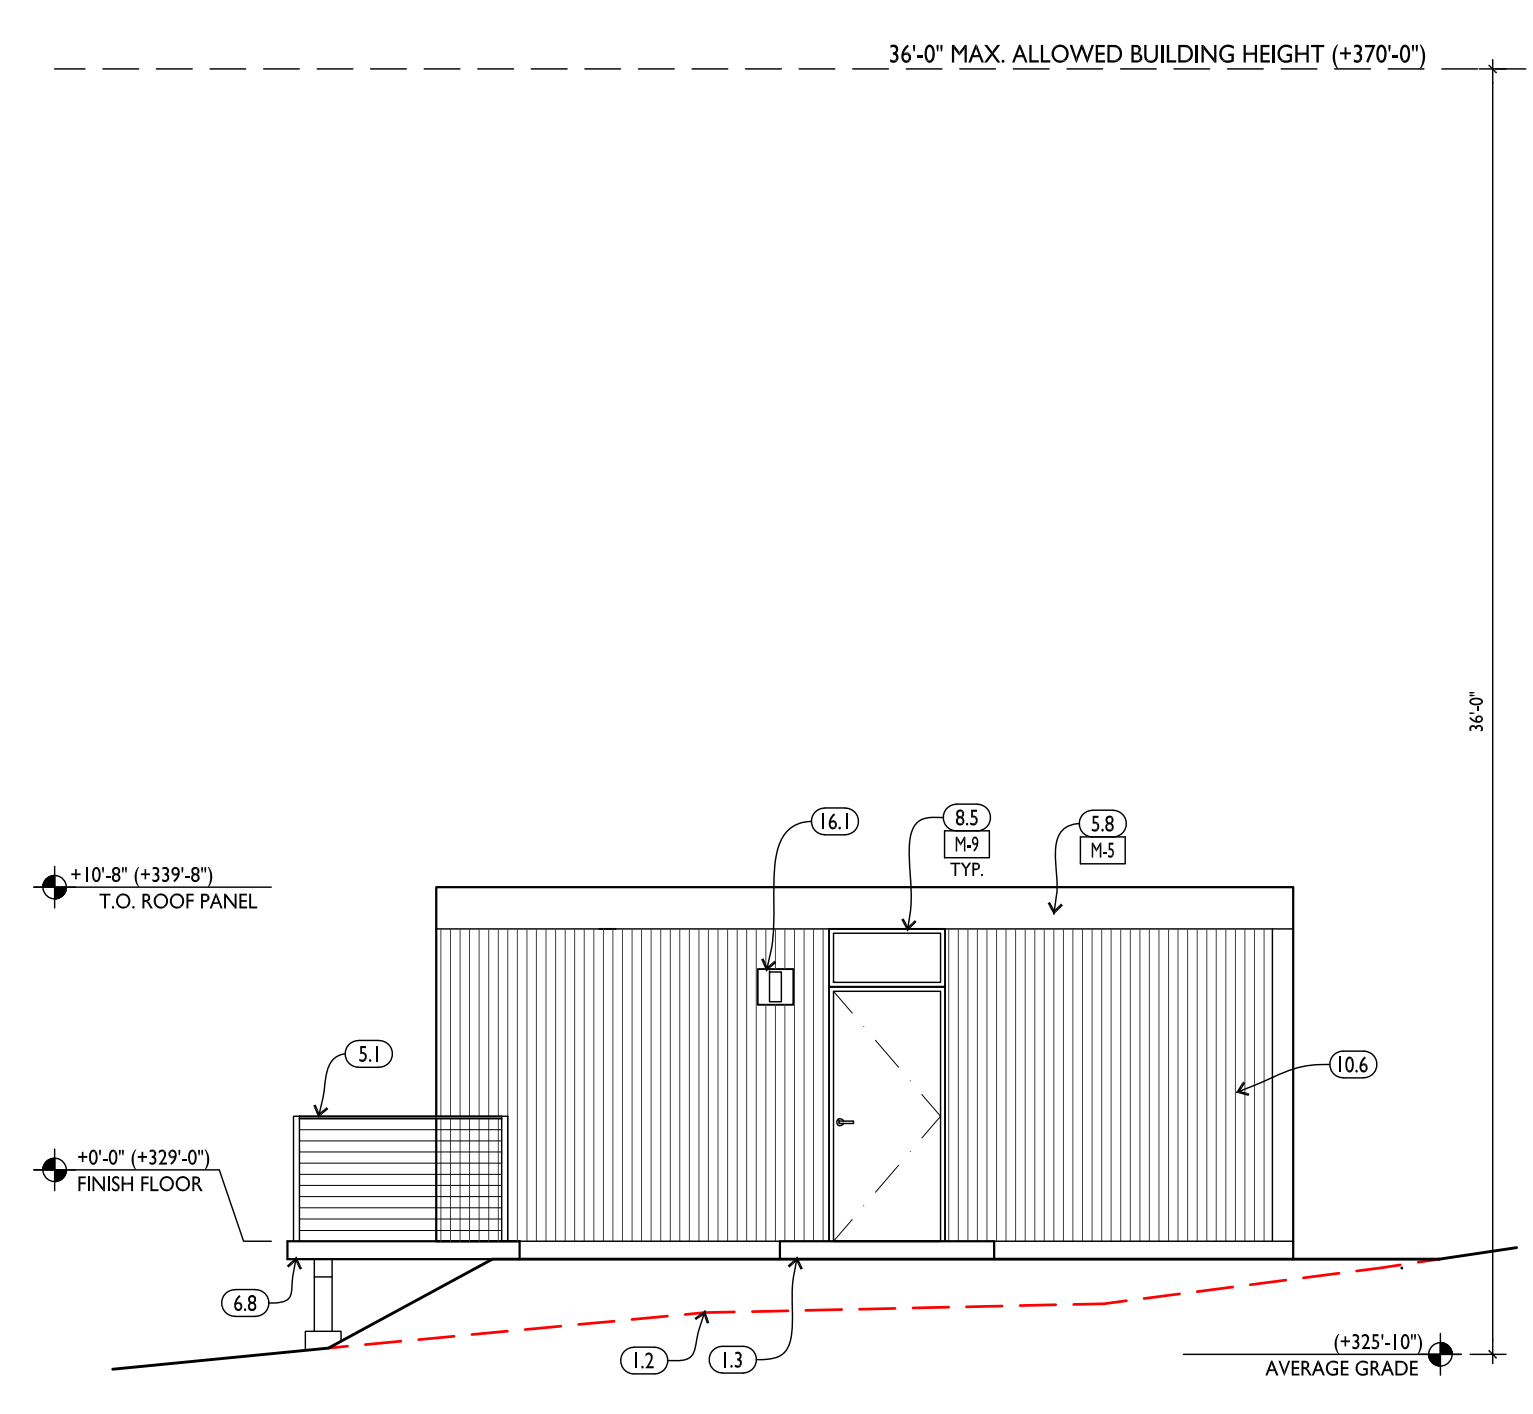 36'-0" MAX. ALLOWED BUILDING HEIGHT (+370'-0")
36'-0"
16.1
8.5
M-9
TYP.
5.8
M-5
+10'-8" (+339'-8")
T.O. ROOF PANEL
5.1
10.6
+0'-0" (+329'-0")
FINISH FLOOR
6.8
1.2
1.3
(+325'-10")
AVERAGE GRADE